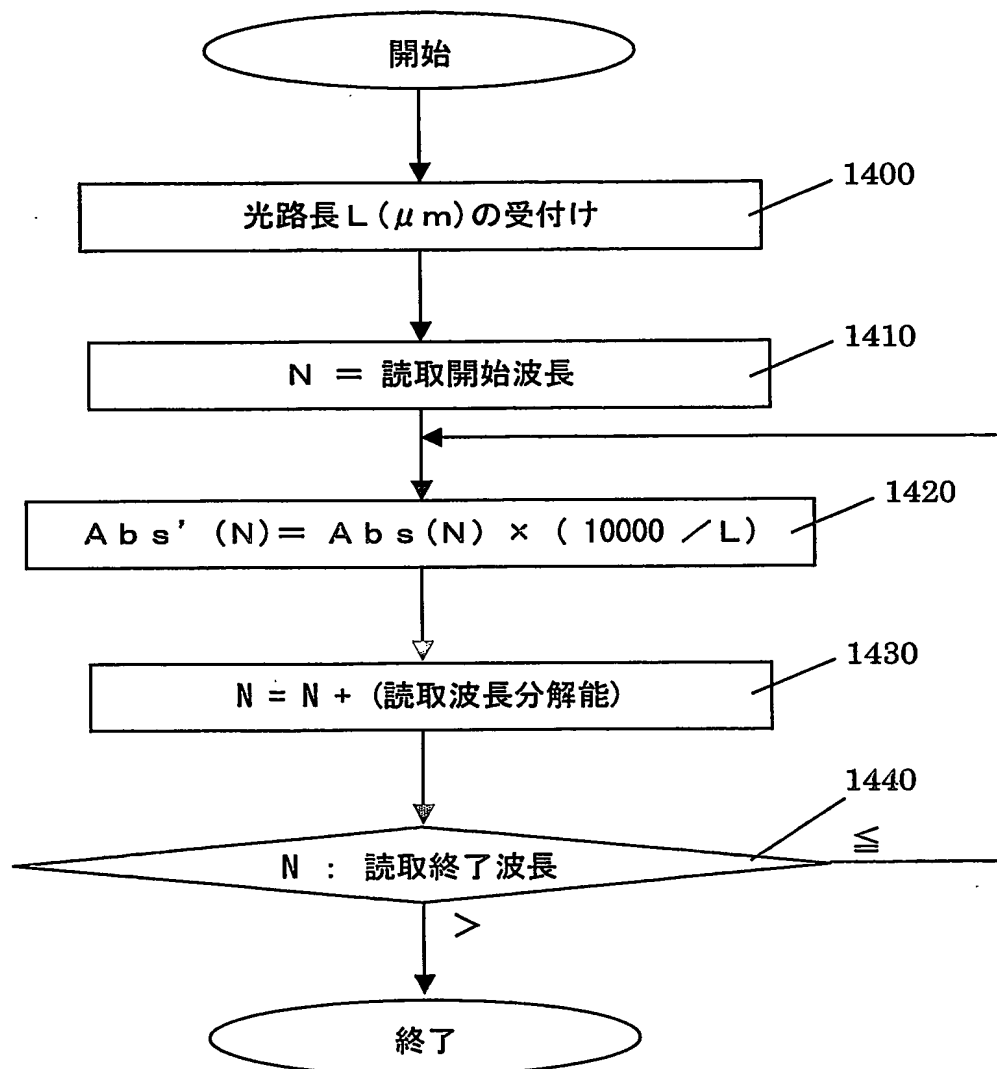 開始
1400
光路長L(μm)の受付け
1410
N = 読取開始波長
1420
Abs'(N)= Abs(N) × (10000 /L)
1430
N = N + (読取波長分解能)
1440
≦
N : 読取終了波長
>
終了